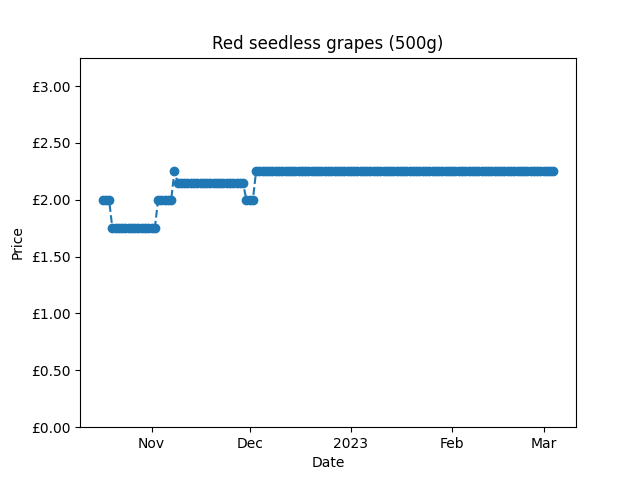 Red seedless grapes (500g)
£3.00
£2.50
£2.00
£1.50
£1.00
£0.50
£0.00
Price
Nov Dec 2023 Feb Mar
Date